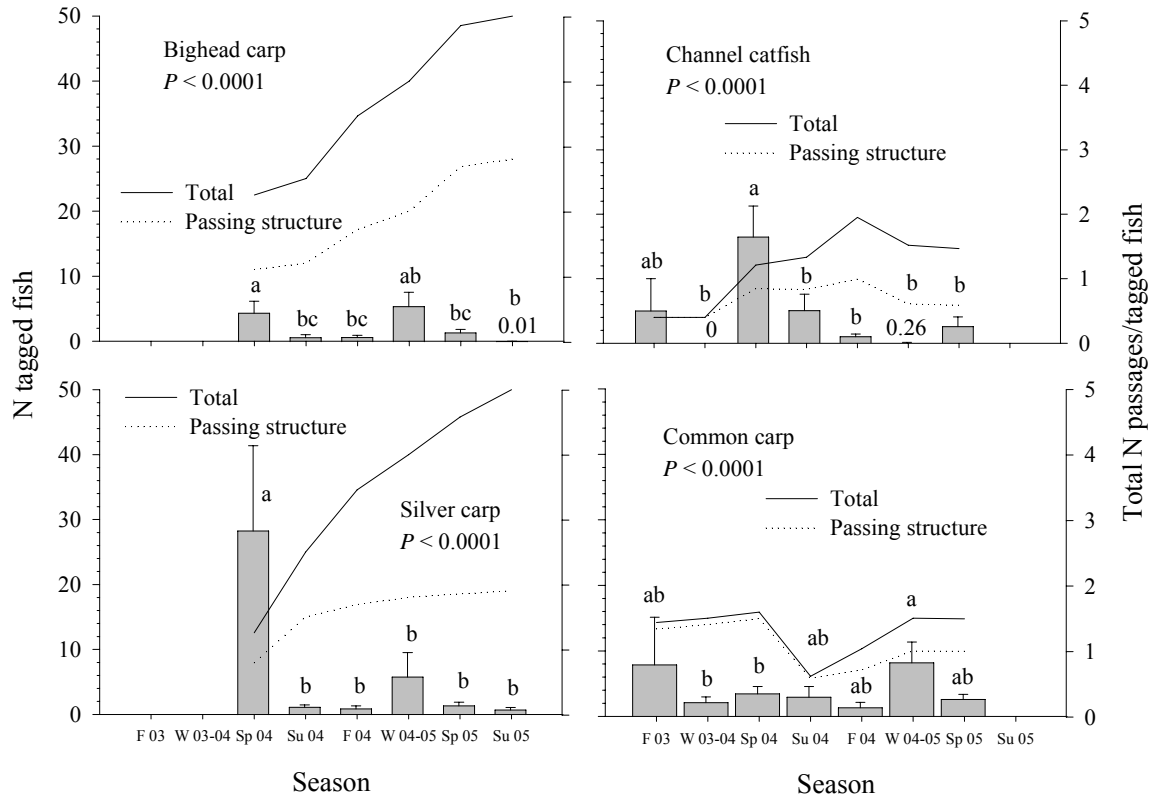 50
40
30
20
10
0
Bighead carp
P < 0.0001
Total
Passing structure
a
bc
bc
ab
bc
b
0.01
Channel catfish
P < 0.0001
Total
Passing structure
ab
b
0
a
b
b
b
0.26
b
5
4
3
2
1
0
N tagged fish
Total N passages/tagged fish
50
40
30
20
10
0
Total
Passing structure
Silver carp
P < 0.0001
a
b
b
b
b
b
F 03 W 03-04 Sp 04 Su 04 F 04 W 04-05 Sp 05 Su 05
Season
Common carp
P < 0.0001
Total
Passing structure
ab
b
b
ab
ab
a
ab
5
4
3
2
1
0
F 03 W 03-04 Sp 04 Su 04 F 04 W 04-05 Sp 05 Su 05
Season